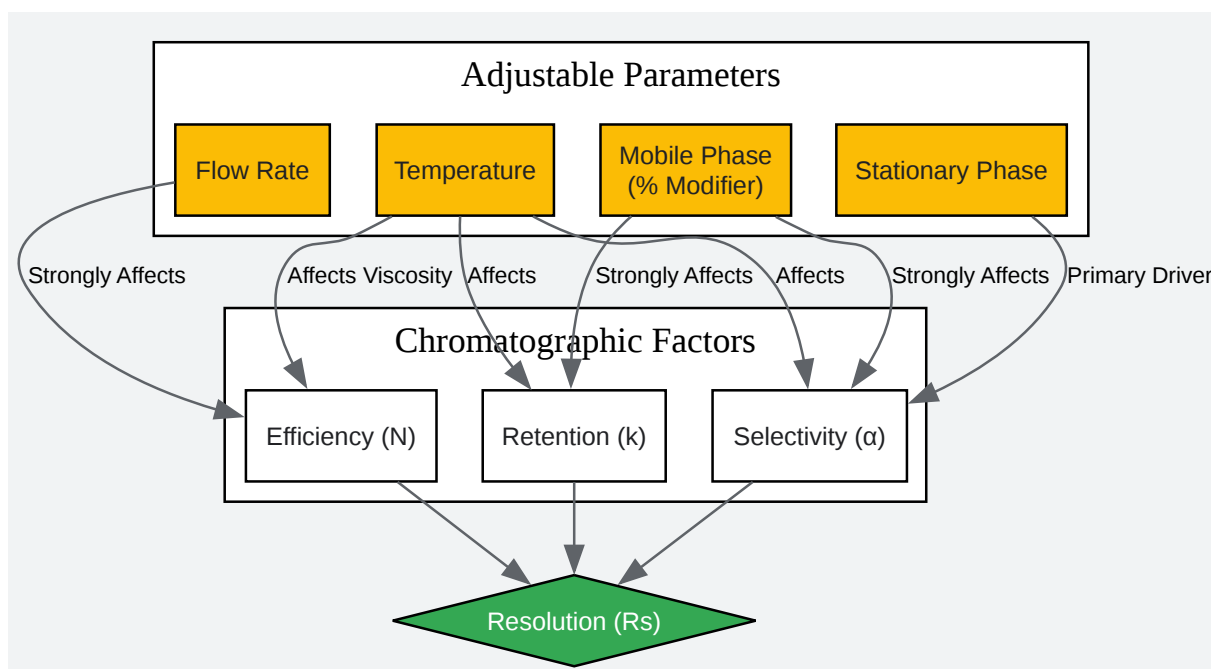 Adjustable Parameters
Flow Rate
Temperature
Mobile Phase
(% Modifier)
Stationary Phase
Strongly Affects
Affects Viscosity
Affects
Strongly Affects
Affects
Strongly Affects
Primary Driver
Chromatographic Factors
Efficiency (N)
Retention (k)
Selectivity (α)
Resolution (Rs)